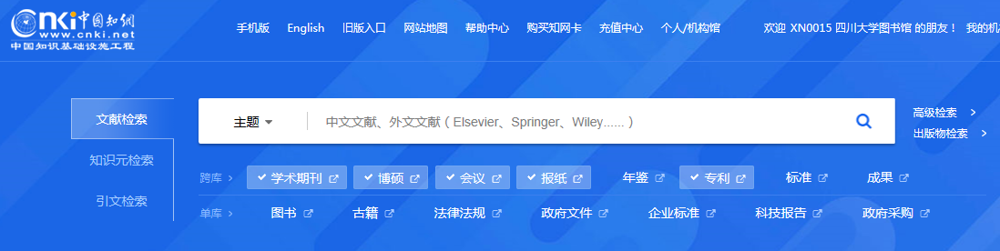 cnki中国知网
www.cnki.net
中国知识基础设施工程
手机版 English 旧版入口 网站地图 帮助中心 购买知网卡 充值中心 个人/机构馆 欢迎 XN0015 四川大学图书馆 的朋友！ 我的机
文献检索
知识元检索
引文检索
主题 中文文献、外文文献（Elsevier、Springer、Wiley......）
高级检索 >
出版物检索 >
跨库 > 学术期刊 博硕 会议 报纸 年鉴 专利 标准 成果
单库 > 图书 古籍 法律法规 政府文件 企业标准 科技报告 政府采购